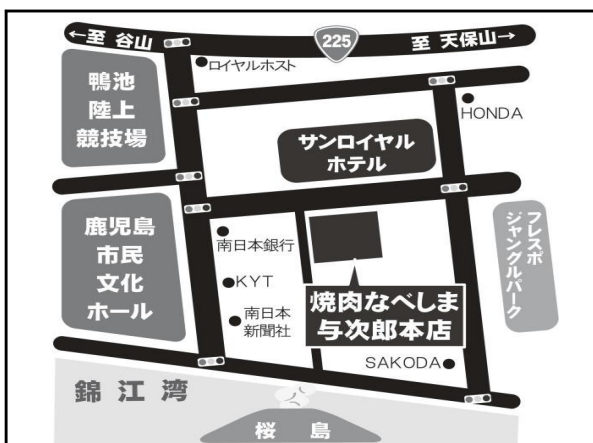 ←至 谷山
225
至 天保山→
ロイヤルホスト
鴨池
陸上
競技場
HONDA
サンロイヤル
ホテル
鹿児島
市民
文化
ホール
南日本銀行
KYT
南日本
新聞社
フレスポ
ジャングルパーク
焼肉なべしま
与次郎本店
SAKODA
錦江湾
桜島